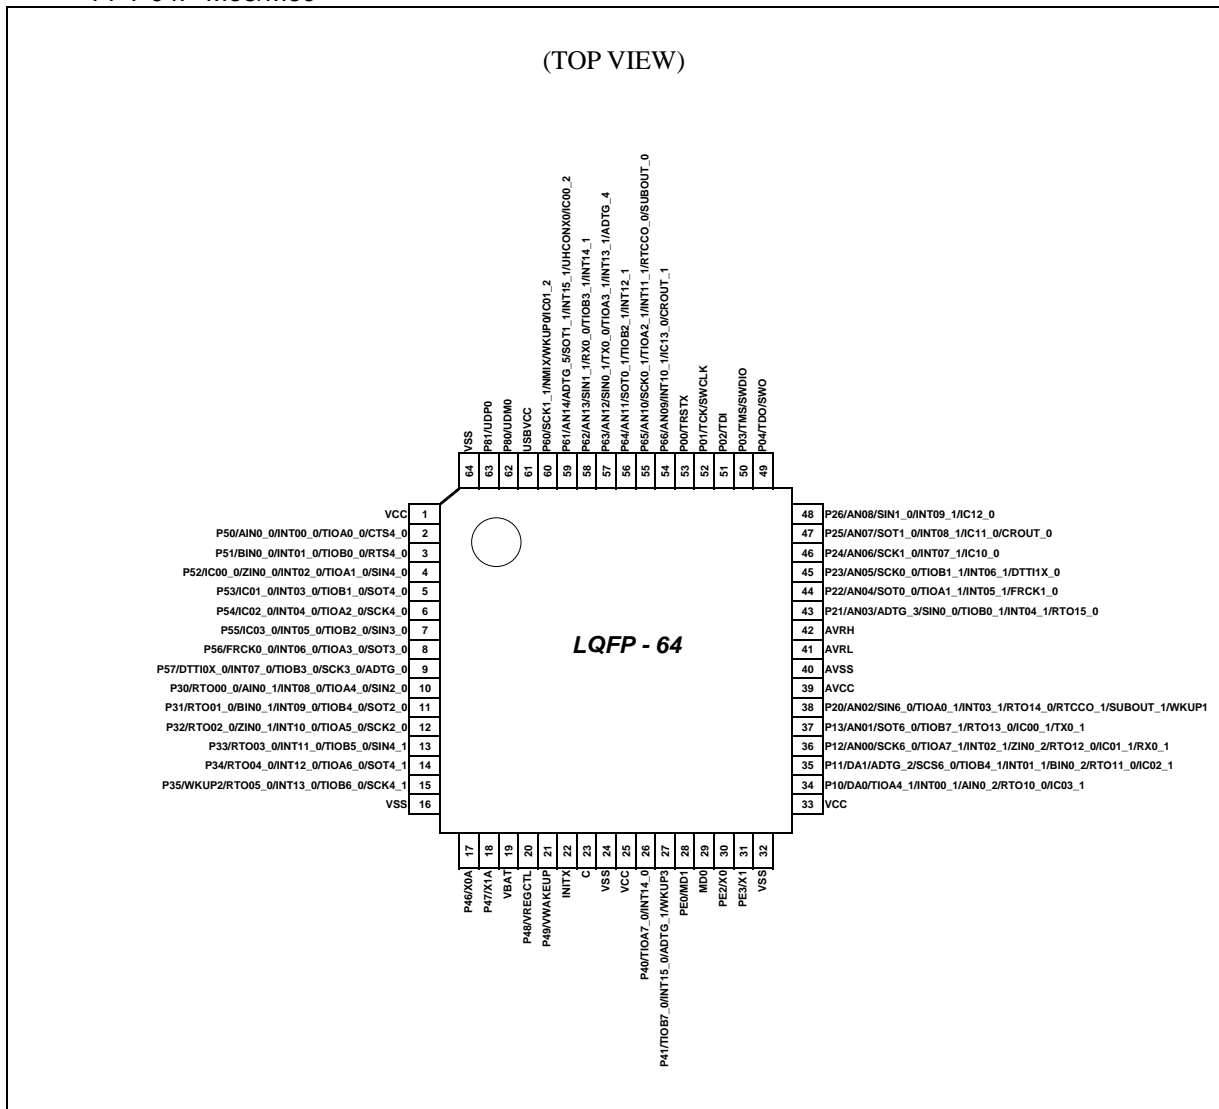 (TOP VIEW)
VSS
P81/UDP0
P80/UDM0
USBVCC
P60/SCK1_1/NMIX/WKUP0/IC01_2
P61/AN14/ADTG_5/SOT1_1/INT15_1/UHCONX0/IC00_2
P62/AN13/SIN1_1/RX0_0/TIOB3_1/INT14_1
P63/AN12/SIN0_1/TX0_0/TIOA3_1/INT13_1/ADTG_4
P64/AN11/SOT0_1/TIOB2_1/INT12_1
P65/AN10/SCK0_1/TIOA2_1/INT11_1/RTCCO_0/SUBOUT_0
P66/AN09/INT10_1/IC13_0/CROUT_1
P00/TRSTX
P01/TCK/SWCLK
P02/TDI
P03/TMS/SWDIO
P04/TDO/SWO
64
63
62
61
60
59
58
57
56
55
54
53
52
51
50
49
VCC 1
P50/AIN0_0/INT00_0/TIOA0_0/CTS4_0 2
P51/BIN0_0/INT01_0/TIOB0_0/RTS4_0 3
P52/IC00_0/ZIN0_0/INT02_0/TIOA1_0/SIN4_0 4
P53/IC01_0/INT03_0/TIOB1_0/SOT4_0 5
P54/IC02_0/INT04_0/TIOA2_0/SCK4_0 6
P55/IC03_0/INT05_0/TIOB2_0/SIN3_0 7
P56/FRCK0_0/INT06_0/TIOA3_0/SOT3_0 8
P57/DTTI0X_0/INT07_0/TIOB3_0/SCK3_0/ADTG_0 9
P30/RTO00_0/AIN0_1/INT08_0/TIOA4_0/SIN2_0 10
P31/RTO01_0/BIN0_1/INT09_0/TIOB4_0/SOT2_0 11
P32/RTO02_0/ZIN0_1/INT10_0/TIOA5_0/SCK2_0 12
P33/RTO03_0/INT11_0/TIOB5_0/SIN4_1 13
P34/RTO04_0/INT12_0/TIOA6_0/SOT4_1 14
P35/WKUP2/RTO05_0/INT13_0/TIOB6_0/SCK4_1 15
VSS 16
LQFP - 64
48 P26/AN08/SIN1_0/INT09_1/IC12_0
47 P25/AN07/SOT1_0/INT08_1/IC11_0/CROUT_0
46 P24/AN06/SCK1_0/INT07_1/IC10_0
45 P23/AN05/SCK0_0/TIOB1_1/INT06_1/DTTI1X_0
44 P22/AN04/SOT0_0/TIOA1_1/INT05_1/FRCK1_0
43 P21/AN03/ADTG_3/SIN0_0/TIOB0_1/INT04_1/RTO15_0
42 AVRH
41 AVRL
40 AVSS
39 AVCC
38 P20/AN02/SIN6_0/TIOA0_1/INT03_1/RTO14_0/RTCCO_1/SUBOUT_1/WKUP1
37 P13/AN01/SOT6_0/TIOB7_1/RTO13_0/IC00_1/TX0_1
36 P12/AN00/SCK6_0/TIOA7_1/INT02_1/ZIN0_2/RTO12_0/IC01_1/RX0_1
35 P11/DA1/ADTG_2/SCS6_0/TIOB4_1/INT01_1/BIN0_2/RTO11_0/IC02_1
34 P10/DA0/TIOA4_1/INT00_1/AIN0_2/RTO10_0/IC03_1
33 VCC
17
18
19
20
21
22
23
24
25
26
27
28
29
30
31
32
P46/X0A
P47/X1A
VBAT
P48/VREGCTL
P49/VWAKEUP
INITX
C
VSS
VCC
P40/TIOA7_0/INT14_0
P41/TIOB7_0/INT15_0/ADTG_1/WKUP3
PE0/MD1
MD0
PE2/X0
PE3/X1
VSS